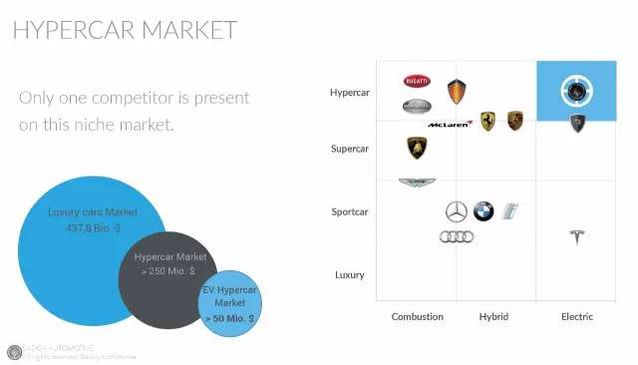 HYPERCAR MARKET
Only one competitor is present
on this niche market.
Hypercar
Supercar
Sportcar
Luxury
Combustion
Hybrid
Electric
BUGATTI
McLaren
Luxury cars Market
437,8 Bio. $
Hypercar Market
> 250 Mio. $
EV Hypercar
Market
> 50 Mio. $
AUTOMOTIVE